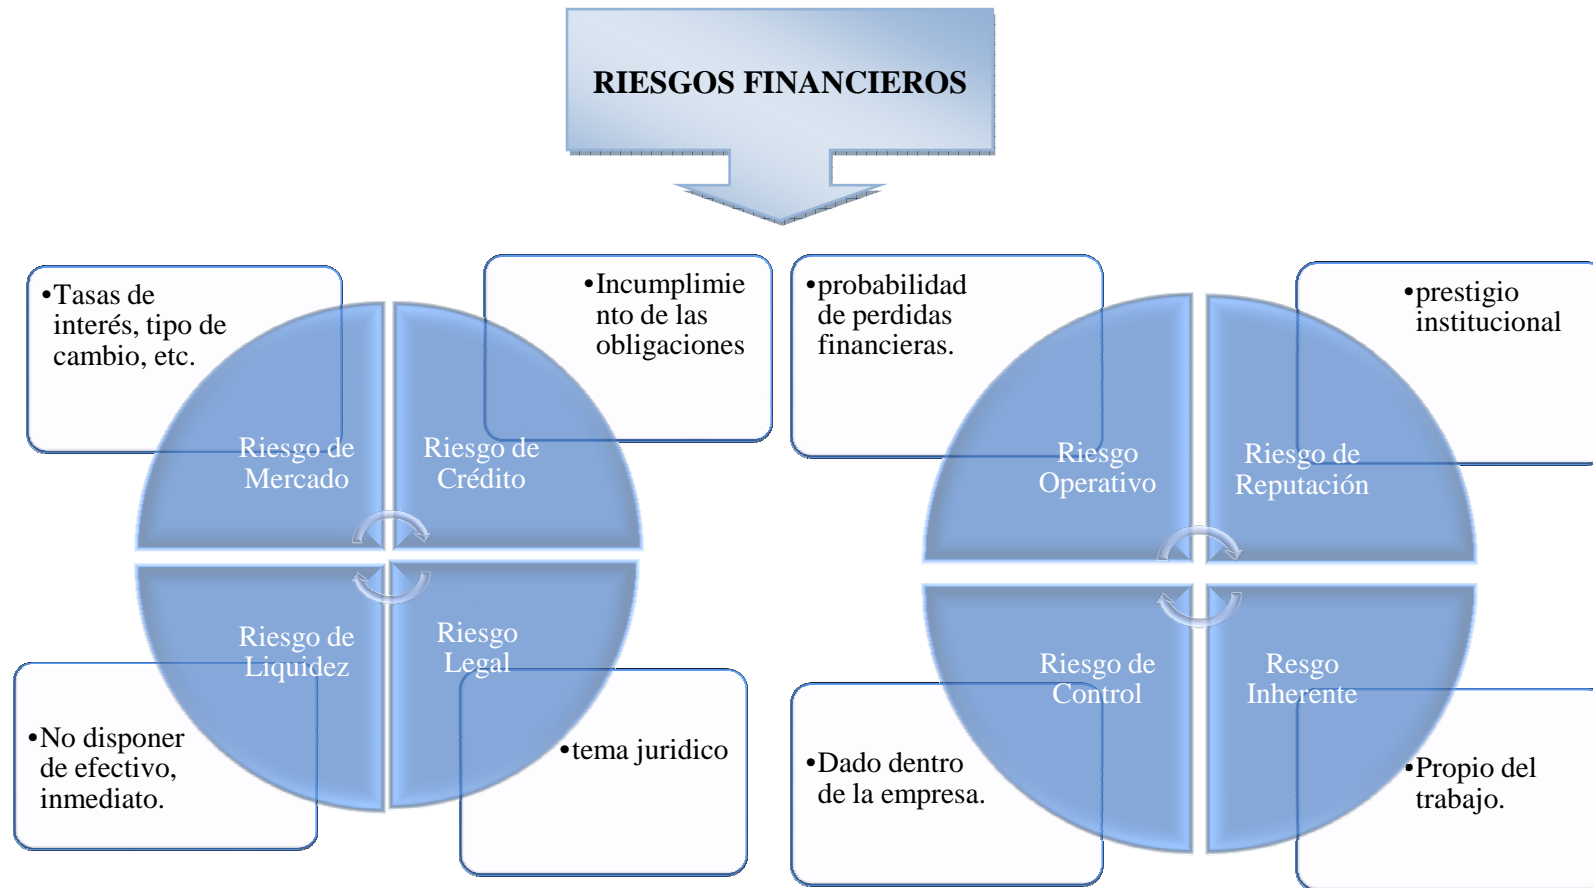 RIESGOS FINANCIEROS
•Tasas de
interés, tipo de
cambio, etc.
•Incumplimie
nto de las
obligaciones
Riesgo de
Mercado
Riesgo de
Crédito
Riesgo de
Liquidez
Riesgo
Legal
•No disponer
de efectivo,
inmediato.
•tema juridico
•probabilidad
de perdidas
financieras.
•prestigio
institucional
Riesgo
Operativo
Riesgo de
Reputación
Riesgo de
Control
Resgo
Inherente
•Dado dentro
de la empresa.
•Propio del
trabajo.